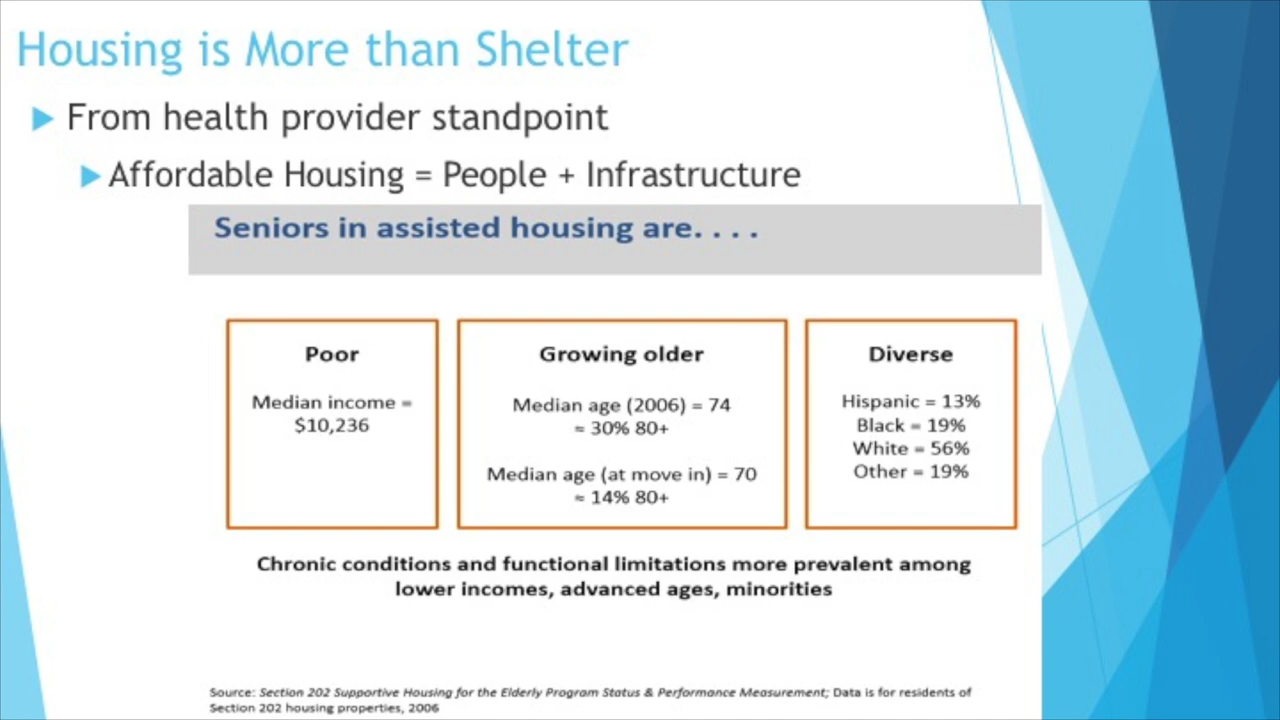 Housing is More than Shelter
From health provider standpoint
Affordable Housing = People + Infrastructure
Seniors in assisted housing are. . . .
Poor
Median income =
$10,236
Growing older
Median age (2006) = 74
≈ 30% 80+
Median age (at move in) = 70
≈ 14% 80+
Diverse
Hispanic = 13%
Black = 19%
White = 56%
Other = 19%
Chronic conditions and functional limitations more prevalent among
lower incomes, advanced ages, minorities
Source: Section 202 Supportive Housing for the Elderly Program Status & Performance Measurement; Data is for residents of
Section 202 housing properties, 2006